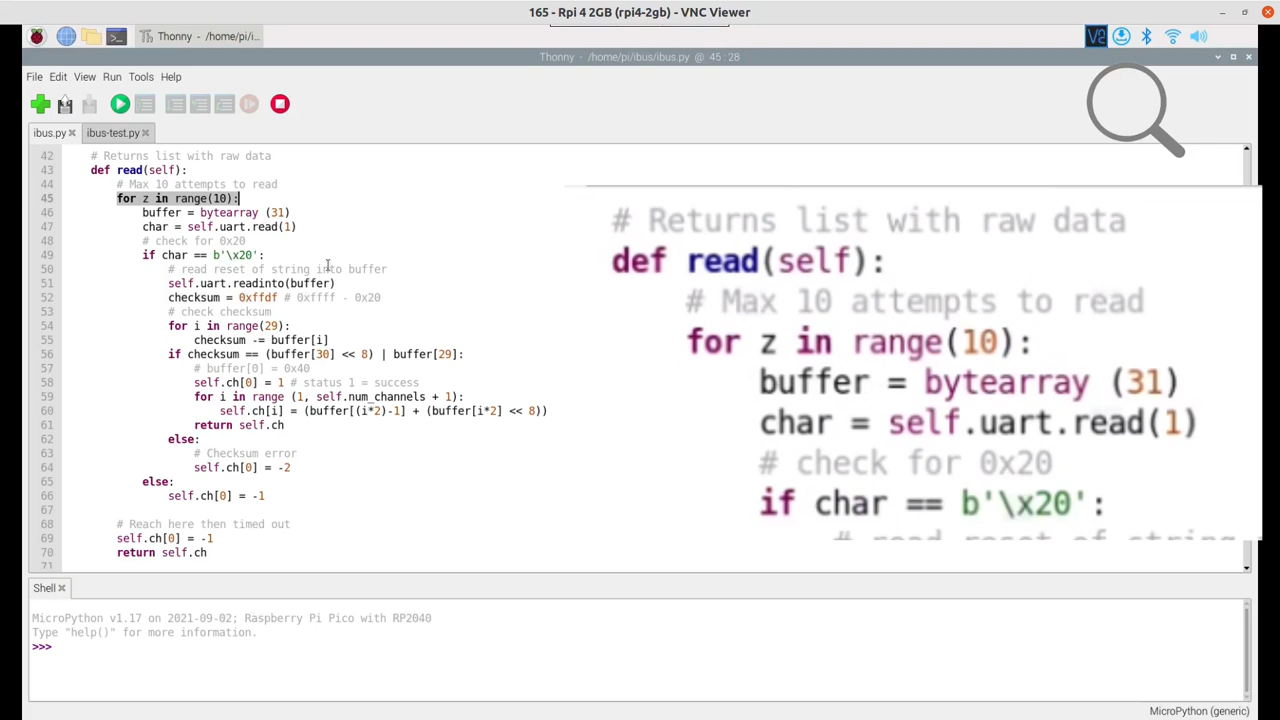 165 - Rpi 4 2GB (rpi4-2gb) - VNC Viewer
Thonny - /home/pi/i...
Thonny - /home/pi/ibus/ibus.py @ 45:28
File Edit View Run Tools Help
ibus.py ibus-test.py
42 # Returns list with raw data
43 def read(self):
44 # Max 10 attempts to read
45 for z in range(10):
46 buffer = bytearray (31)
47 char = self.uart.read(1)
48 # check for 0x20
49 if char == b'\x20':
50 # read reset of string into buffer
51 self.uart.readinto(buffer)
52 checksum = 0xffdf # 0xffff - 0x20
53 # check checksum
54 for i in range(29):
55 checksum -= buffer[i]
56 if checksum == (buffer[30] << 8) | buffer[29]:
57 # buffer[0] = 0x40
58 self.ch[0] = 1 # status 1 = success
59 for i in range (1, self.num_channels + 1):
60 self.ch[i] = (buffer[(i*2)-1] + (buffer[i*2] << 8))
61 return self.ch
62 else:
63 # Checksum error
64 self.ch[0] = -2
65 else:
66 self.ch[0] = -1
67
68 # Reach here then timed out
69 self.ch[0] = -1
70 return self.ch
71
# Returns list with raw data
def read(self):
# Max 10 attempts to read
for z in range(10):
buffer = bytearray (31)
char = self.uart.read(1)
# check for 0x20
if char == b'\x20':
# read reset of string
Shell
MicroPython v1.17 on 2021-09-02; Raspberry Pi Pico with RP2040
Type "help()" for more information.
>>>
MicroPython (generic)